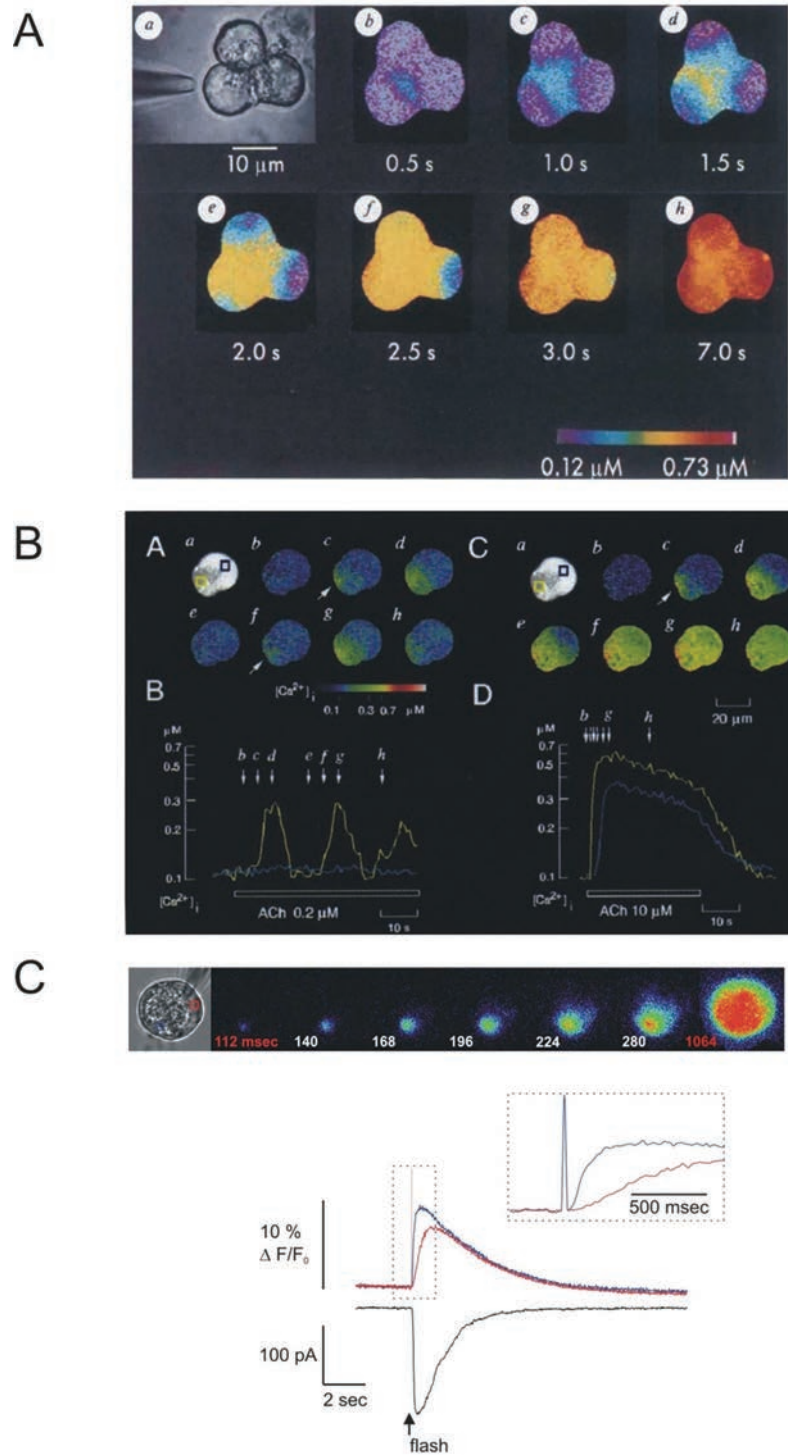 A
a b c d
10 µm 0.5 s 1.0 s 1.5 s
e f g h
2.0 s 2.5 s 3.0 s 7.0 s
0.12 µM 0.73 µM
B
A C
a b c d a b c d
e f g h e f g h
[Ca²⁺]i 0.1 0.3 0.7 µM
20 µm
B D
µM
0.7
0.5
0.3
0.2
0.1
[Ca²⁺]i
b c d e f g h
ACh 0.2 µM
10 s
µM
0.7
0.5
0.3
0.2
0.1
[Ca²⁺]i
b g h
ACh 10 µM
10 s
C
112 msec 140 168 196 224 280 1064
500 msec
10 %
Δ F/F₀
100 pA
2 sec
flash